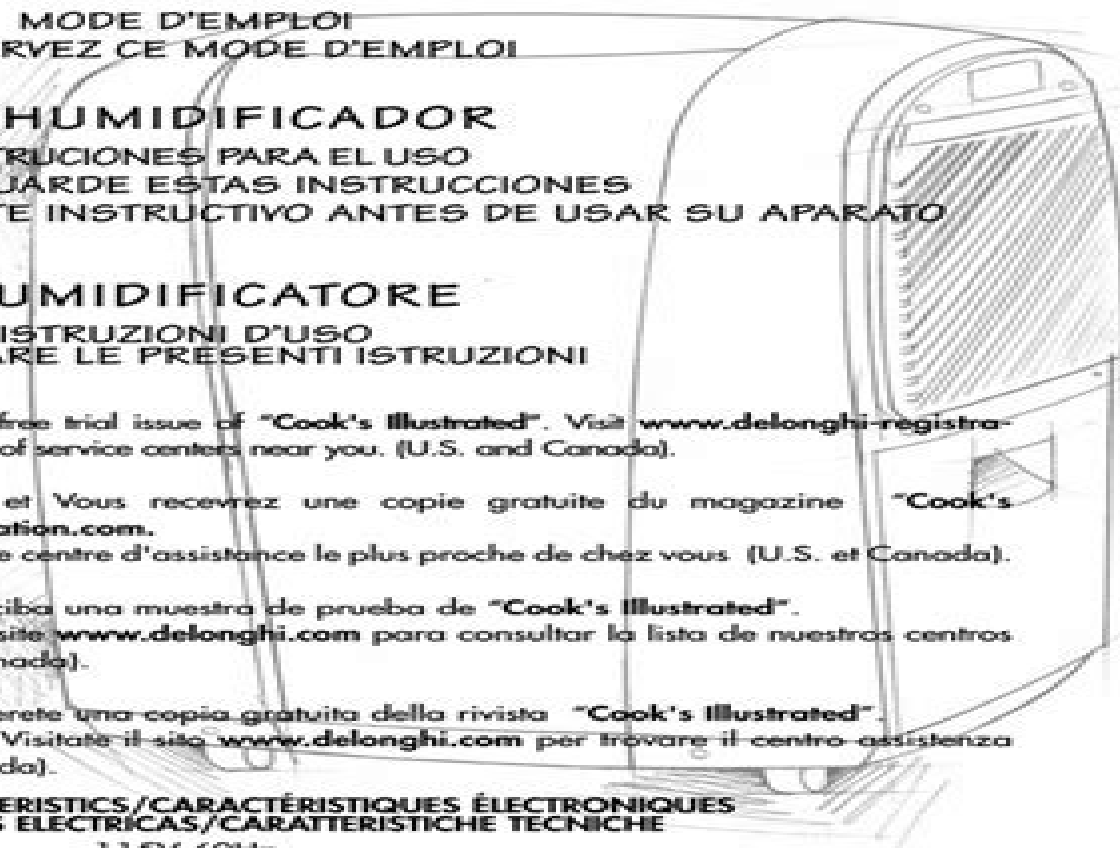 MODE D'EMPLOI
RVEZ CE MODE D'EMPLOI
HUMIDIFICADOR
TRUCIONES PARA EL USO
UARDE ESTAS INSTRUCCIONES
TE INSTRUCTIVO ANTES DE USAR SU APARATO
UMIDIFICATORE
ISTRUZIONI D'USO
ARE LE PRESENTI ISTRUZIONI
free trial issue of "Cook's Illustrated". Visit www.delonghi-registra-
of service centers near you. (U.S. and Canada).
et Vous recevrez une copie gratuite du magazine "Cook's
ation.com.
e centre d'assistance le plus proche de chez vous (U.S. et Canada).
ciba una muestra de prueba de "Cook's Illustrated".
site www.delonghi.com para consultar la lista de nuestros centros
nada).
erete una copia gratuita della rivista "Cook's Illustrated".
Visitate il sito www.delonghi.com per trovare il centro assistenza
da).
ERISTICS/CARACTÉRISTIQUES ÉLECTRONIQUES
S ELECTRICAS/CARATTERISTICHE TECNICHE